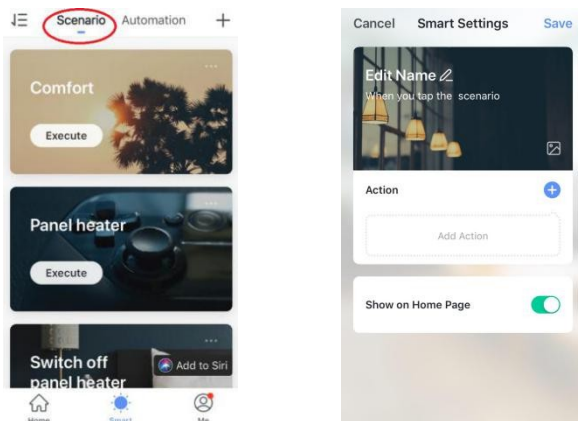 Scenario Automation
Comfort
Execute
Panel heater
Execute
Switch off
panel heater
Add to Siri
Home Smart Me
Cancel Smart Settings Save
Edit Name
When you tap the scenario
Action
Add Action
Show on Home Page